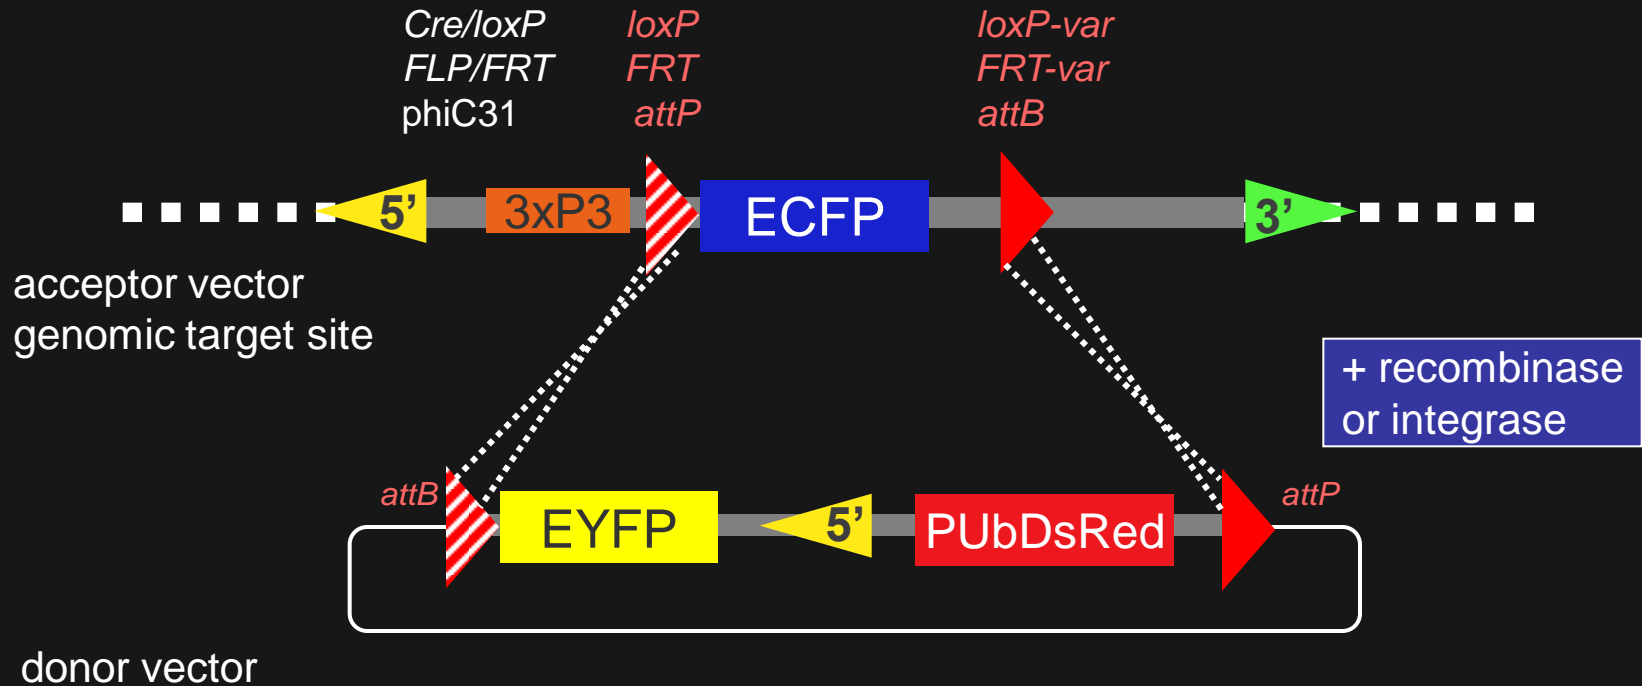 Cre/loxP loxP loxP-var
FLP/FRT FRT FRT-var
phiC31 attP attB
5’ 3xP3 ECFP 3’
acceptor vector
genomic target site
+ recombinase
or integrase
attB EYFP 5’ PUbDsRed attP
donor vector